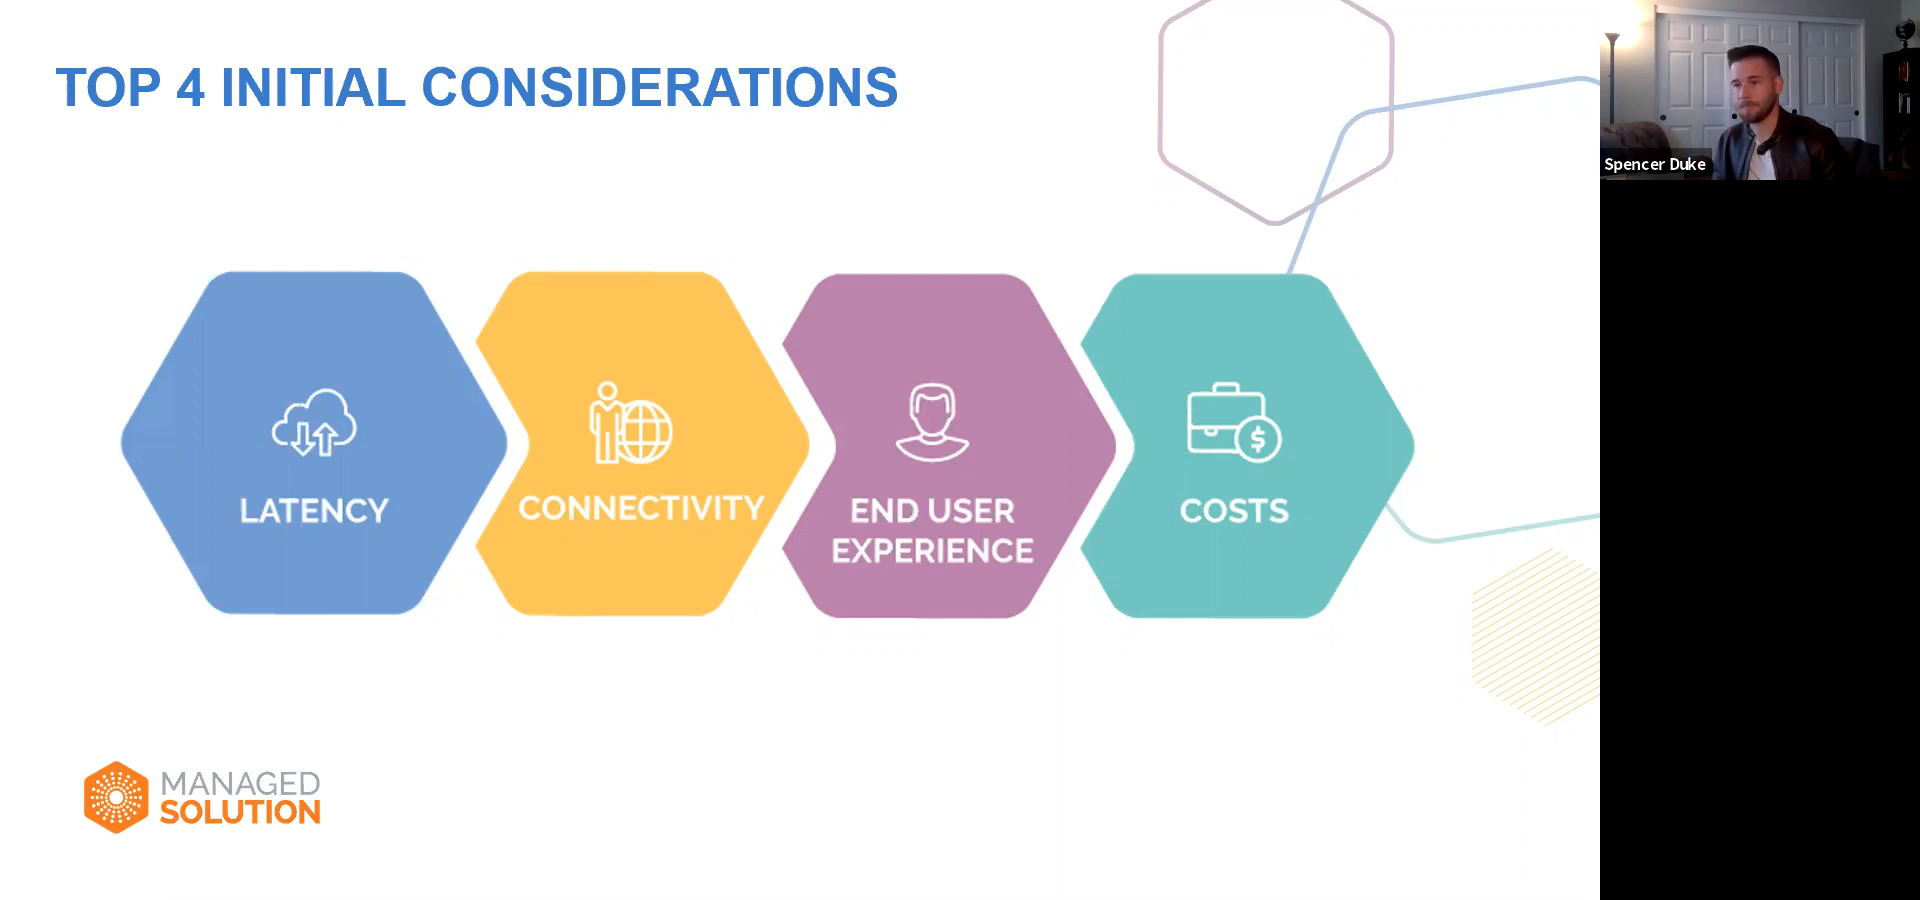 TOP 4 INITIAL CONSIDERATIONS
LATENCY
CONNECTIVITY
END USER
EXPERIENCE
COSTS
$
MANAGED
SOLUTION
Spencer Duke